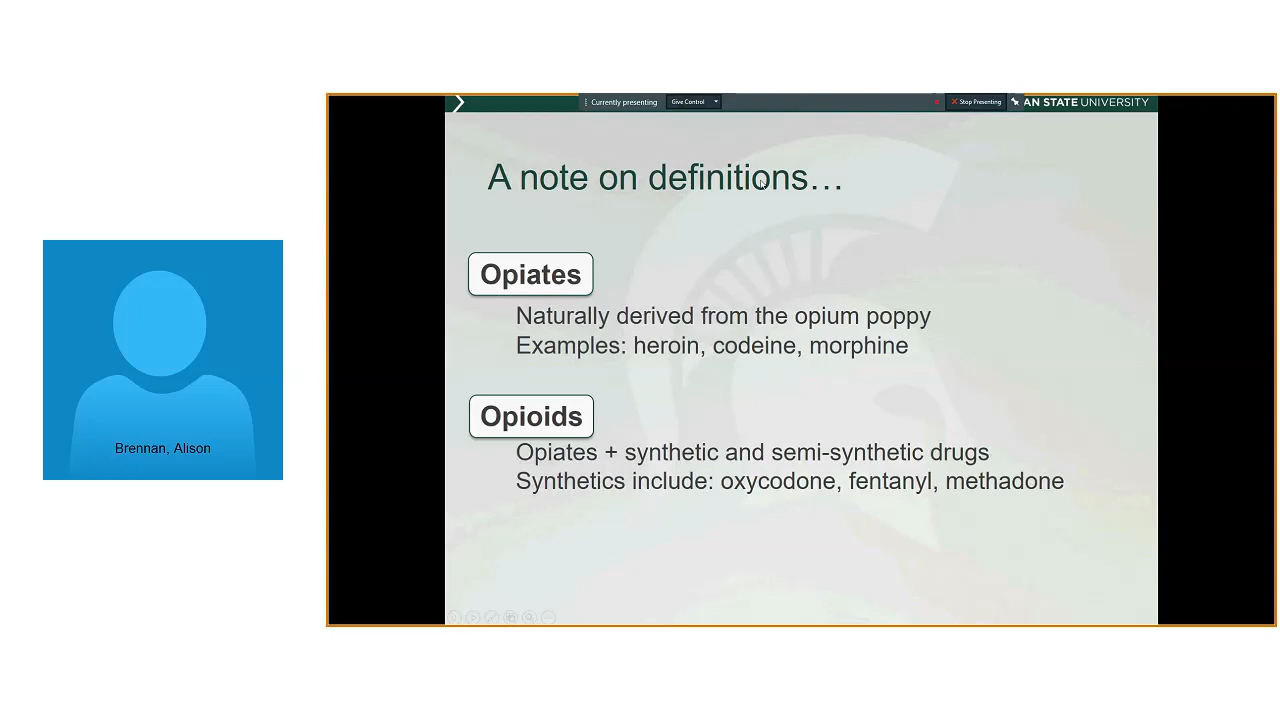 Currently presenting
Give Control
Stop Presenting
AN STATE UNIVERSITY
A note on definitions…
Opiates
Naturally derived from the opium poppy
Examples: heroin, codeine, morphine
Opioids
Opiates + synthetic and semi-synthetic drugs
Synthetics include: oxycodone, fentanyl, methadone
Brennan, Alison